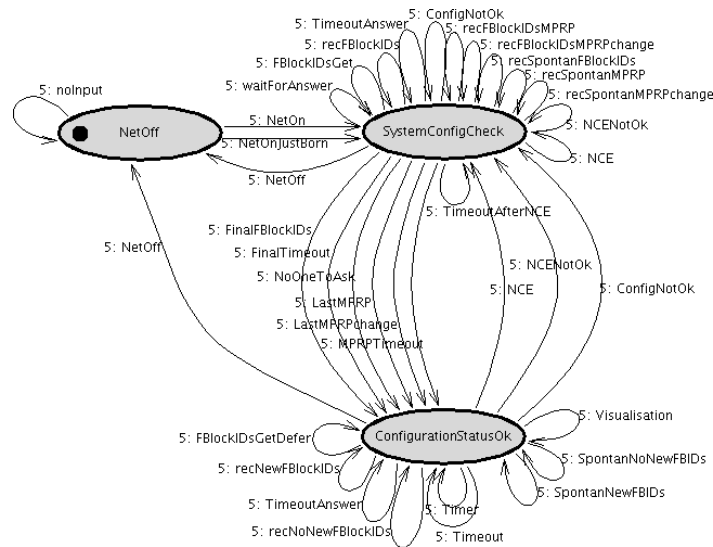 5: ConfigNotOk
5: TimeoutAnswer
5: recFBlockIDsMPRP
5: recFBlockIDs
5: recFBlockIDsMPRPchange
5: FBlockIDsGet
5: recSpontanFBlockIDs
5: recSpontanMPRP
5: waitForAnswer
5: recSpontanMPRPchange
5: noInput
5: NetOn
5: NCENotOk
NetOff
SystemConfigCheck
5: NetOnJustBorn
5: NCE
5: NetOff
5: TimeoutAfterNCE
5: FinalFBlockIDs
5: NetOff
5: FinalTimeout
5: NCENotOk
5: NoOneToAsk
5: NCE
5: ConfigNotOk
5: LastMPRP
5: LastMPRPchange
5: MPRPTimeout
5: Visualisation
5: FBlockIDsGetDefer
ConfigurationStatusOk
5: SpontanNoNewFBIDs
5: recNewFBlockIDs
5: SpontanNewFBIDs
5: TimeoutAnswer
5: Timer
5: recNoNewFBlockIDs
5: Timeout